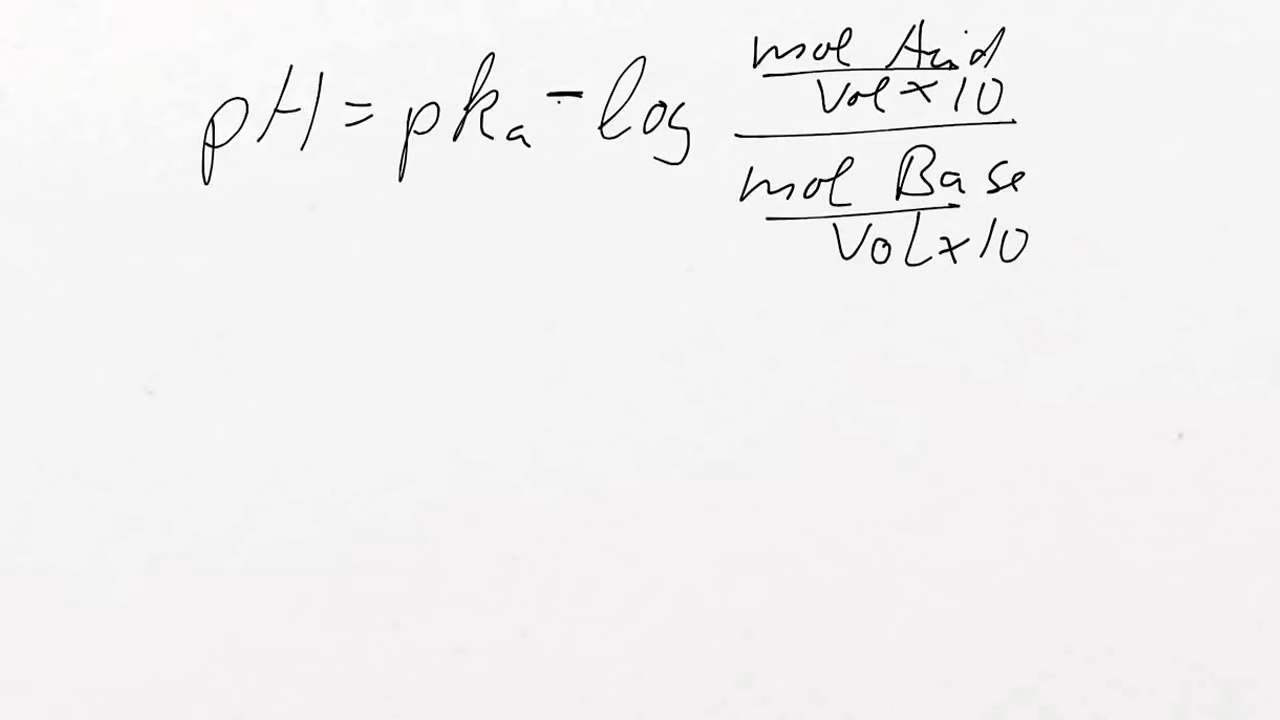 pH = pka - log
mol Acid
Vol × 10
mol Base
Vol × 10